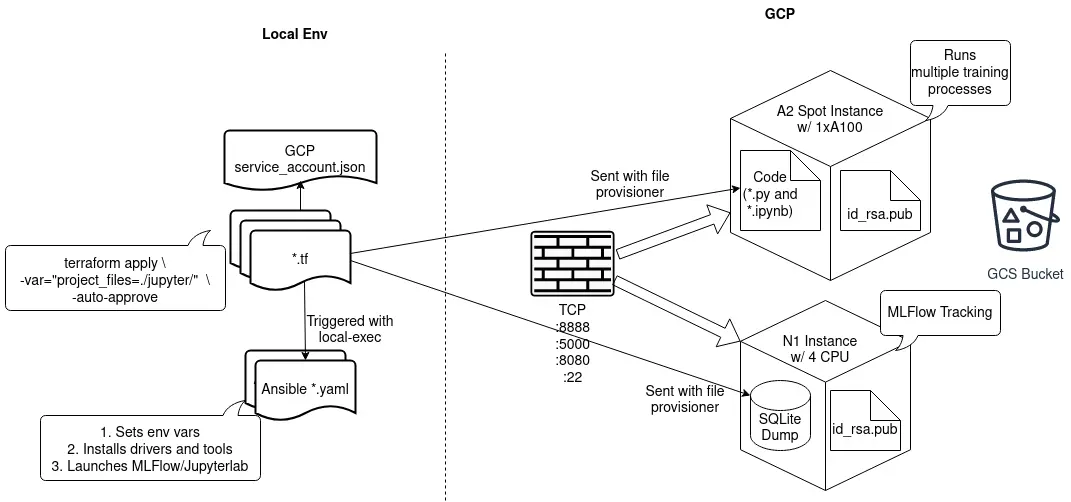 Local Env
GCP
GCP
service_account.json
*.tf
terraform apply \
-var="project_files=./jupyter/" \
-auto-approve
Triggered with
local-exec
Ansible *.yaml
1. Sets env vars
2. Installs drivers and tools
3. Launches MLFlow/Jupyterlab
Sent with file
provisioner
TCP
:8888
:5000
:8080
:22
Sent with file
provisioner
Runs
multiple training
processes
A2 Spot Instance
w/ 1xA100
Code
(*.py and
*.ipynb)
id_rsa.pub
GCS Bucket
MLFlow Tracking
N1 Instance
w/ 4 CPU
SQLite
Dump
id_rsa.pub